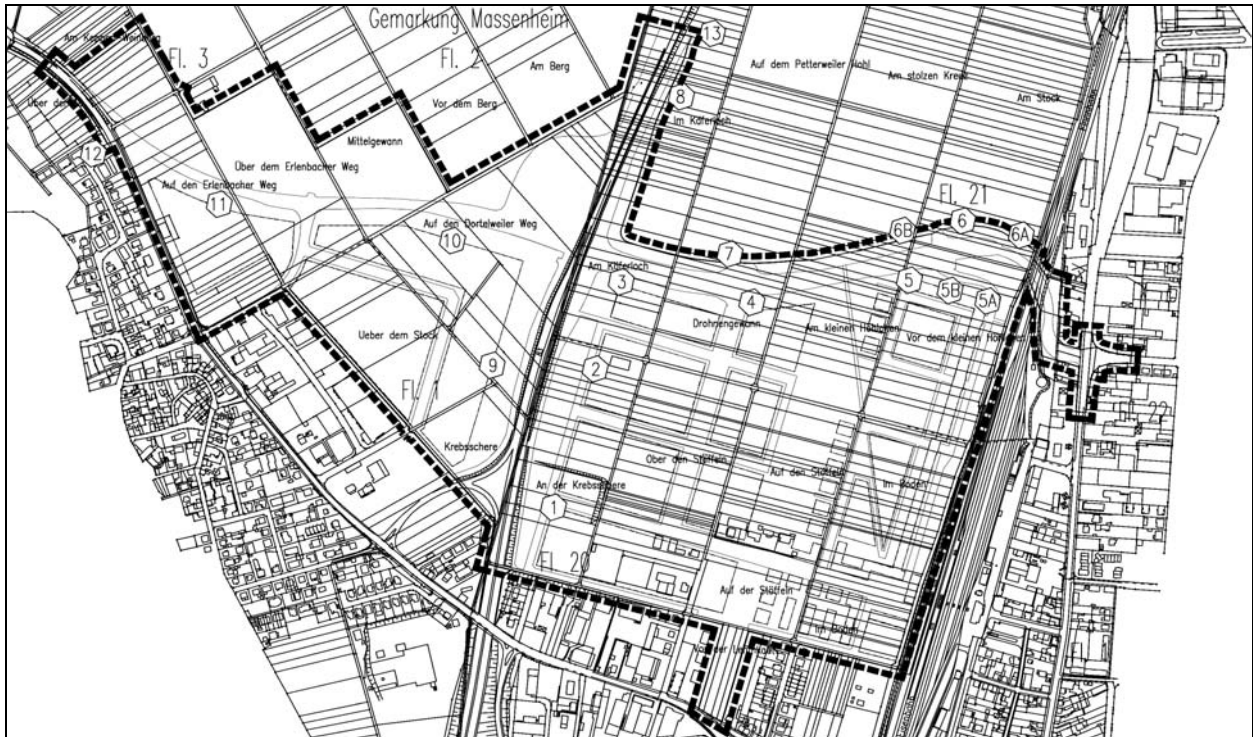 Gemarkung Massenheim
Fl. 3
Fl. 2
Am Berg
Vor dem Berg
Mittelgewann
Über dem Erlenbacher Weg
Auf den Erlenbacher Weg
12
11
Auf den Dortelweiler Weg
10
Ueber dem Stock
9
Fl. 1
Krebsschere
13
8
Im Käferloch
Auf dem Petterweiler Hohl
Am stolzen Kreuz
Am Stock
Fl. 21
6B
6
6A
7
Am Käferloch
3
4
5
5B
5A
Drohnengewann
Am kleinen Höhlchen
Vor dem kleinen
2
Ober den Stöffeln
Auf den Stöffeln
Im Boden
An der Krebsschere
1
Fl. 20
Auf der Stöffeln
Im Boden
22